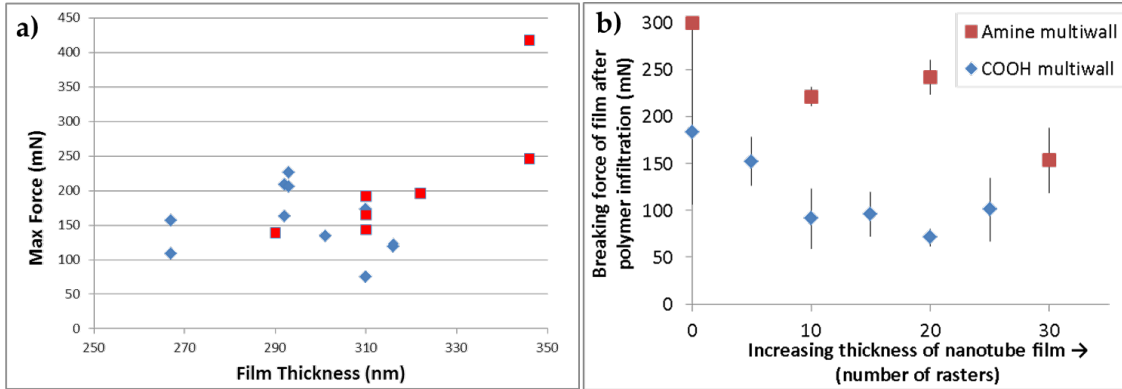 a)
Max Force (mN)
450
400
350
300
250
200
150
100
50
0
250
270
290
310
330
350
Film Thickness (nm)
b)
Breaking force of film after
polymer infiltration (mN)
300
250
200
150
100
50
0
0
10
20
30
Amine multiwall
COOH multiwall
Increasing thickness of nanotube film →
(number of rasters)